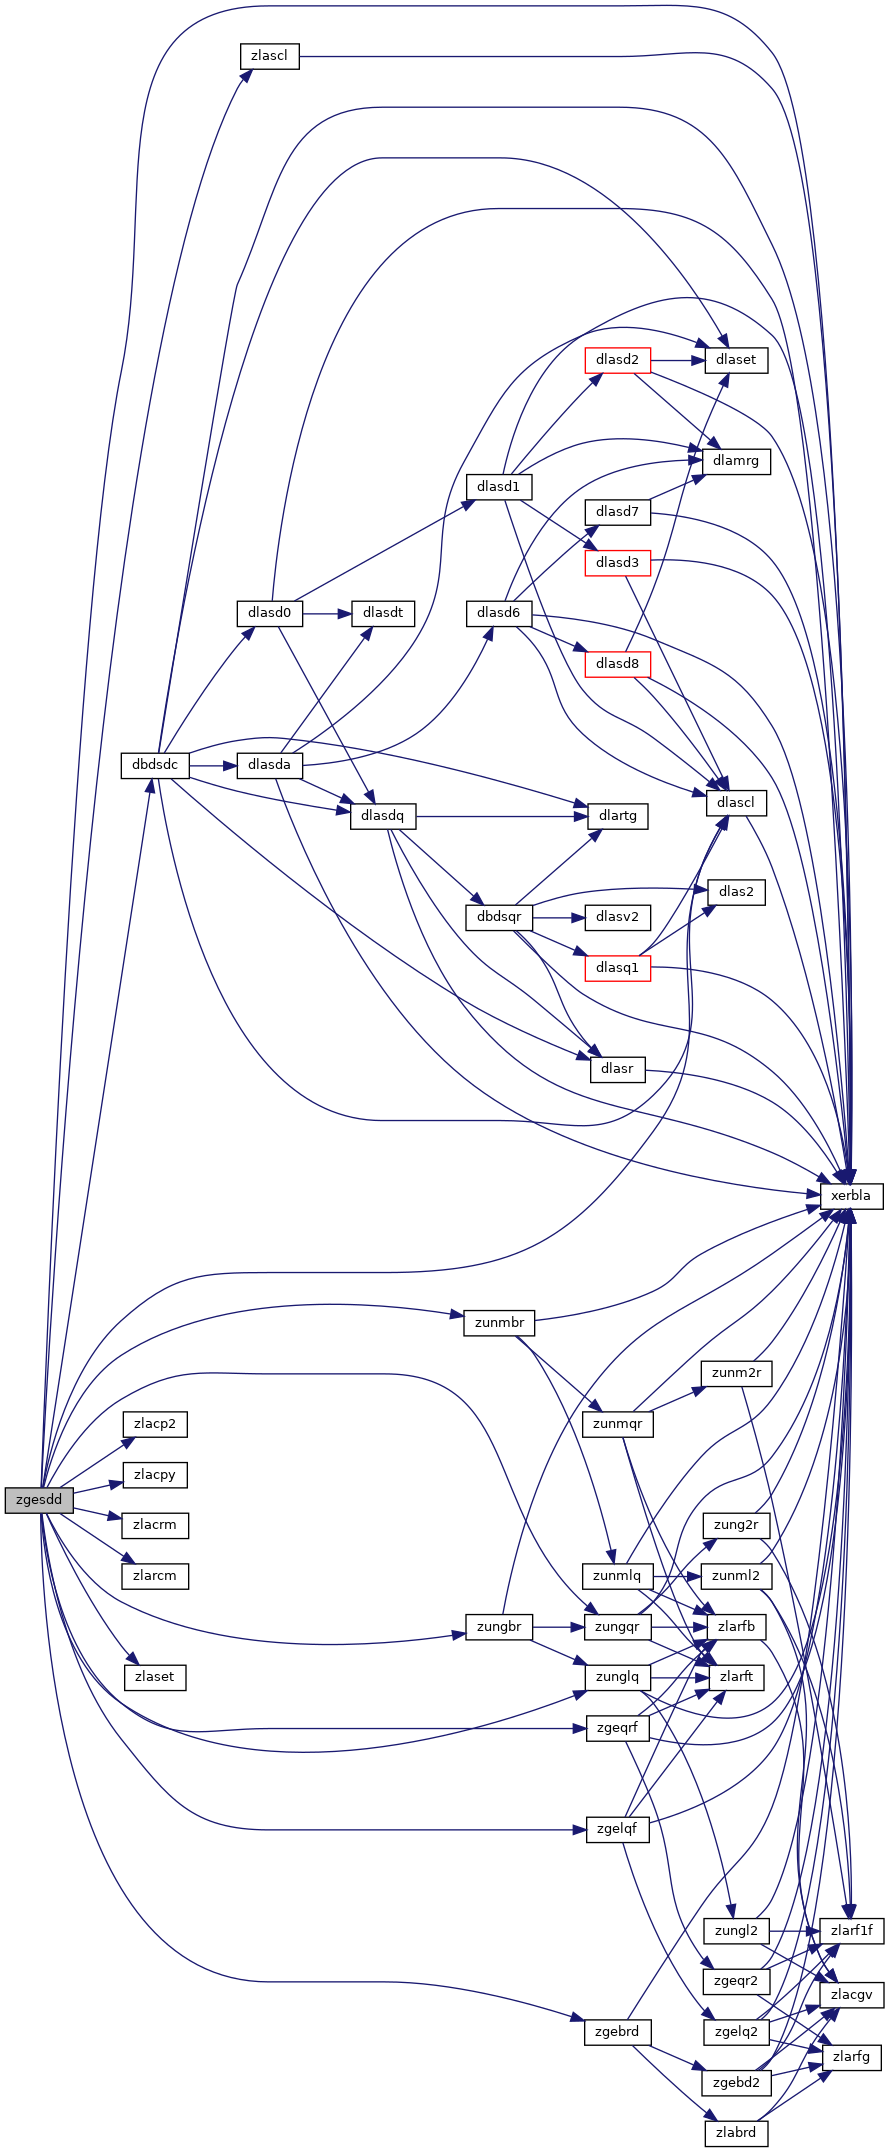 zlascl
dlaset
dlasd2
dlamrg
dlasd1
dlasd7
dlasd3
dlasd0
dlasdt
dlasd6
dlasd8
dbdsdc
dlasda
dlascl
dlasdq
dlartg
dlas2
dbdsqr
dlasv2
dlasq1
dlasr
xerbla
zunmbr
zunm2r
zlacp2
zunmqr
zlacpy
zgesdd
zlacrm
zung2r
zlarcm
zunmlq
zunml2
zungbr
zungqr
zlarfb
zlaset
zunglq
zlarft
zgeqrf
zgelqf
zungl2
zlarf1f
zgeqr2
zlacgv
zgebrd
zgelq2
zlarfg
zgebd2
zlabrd